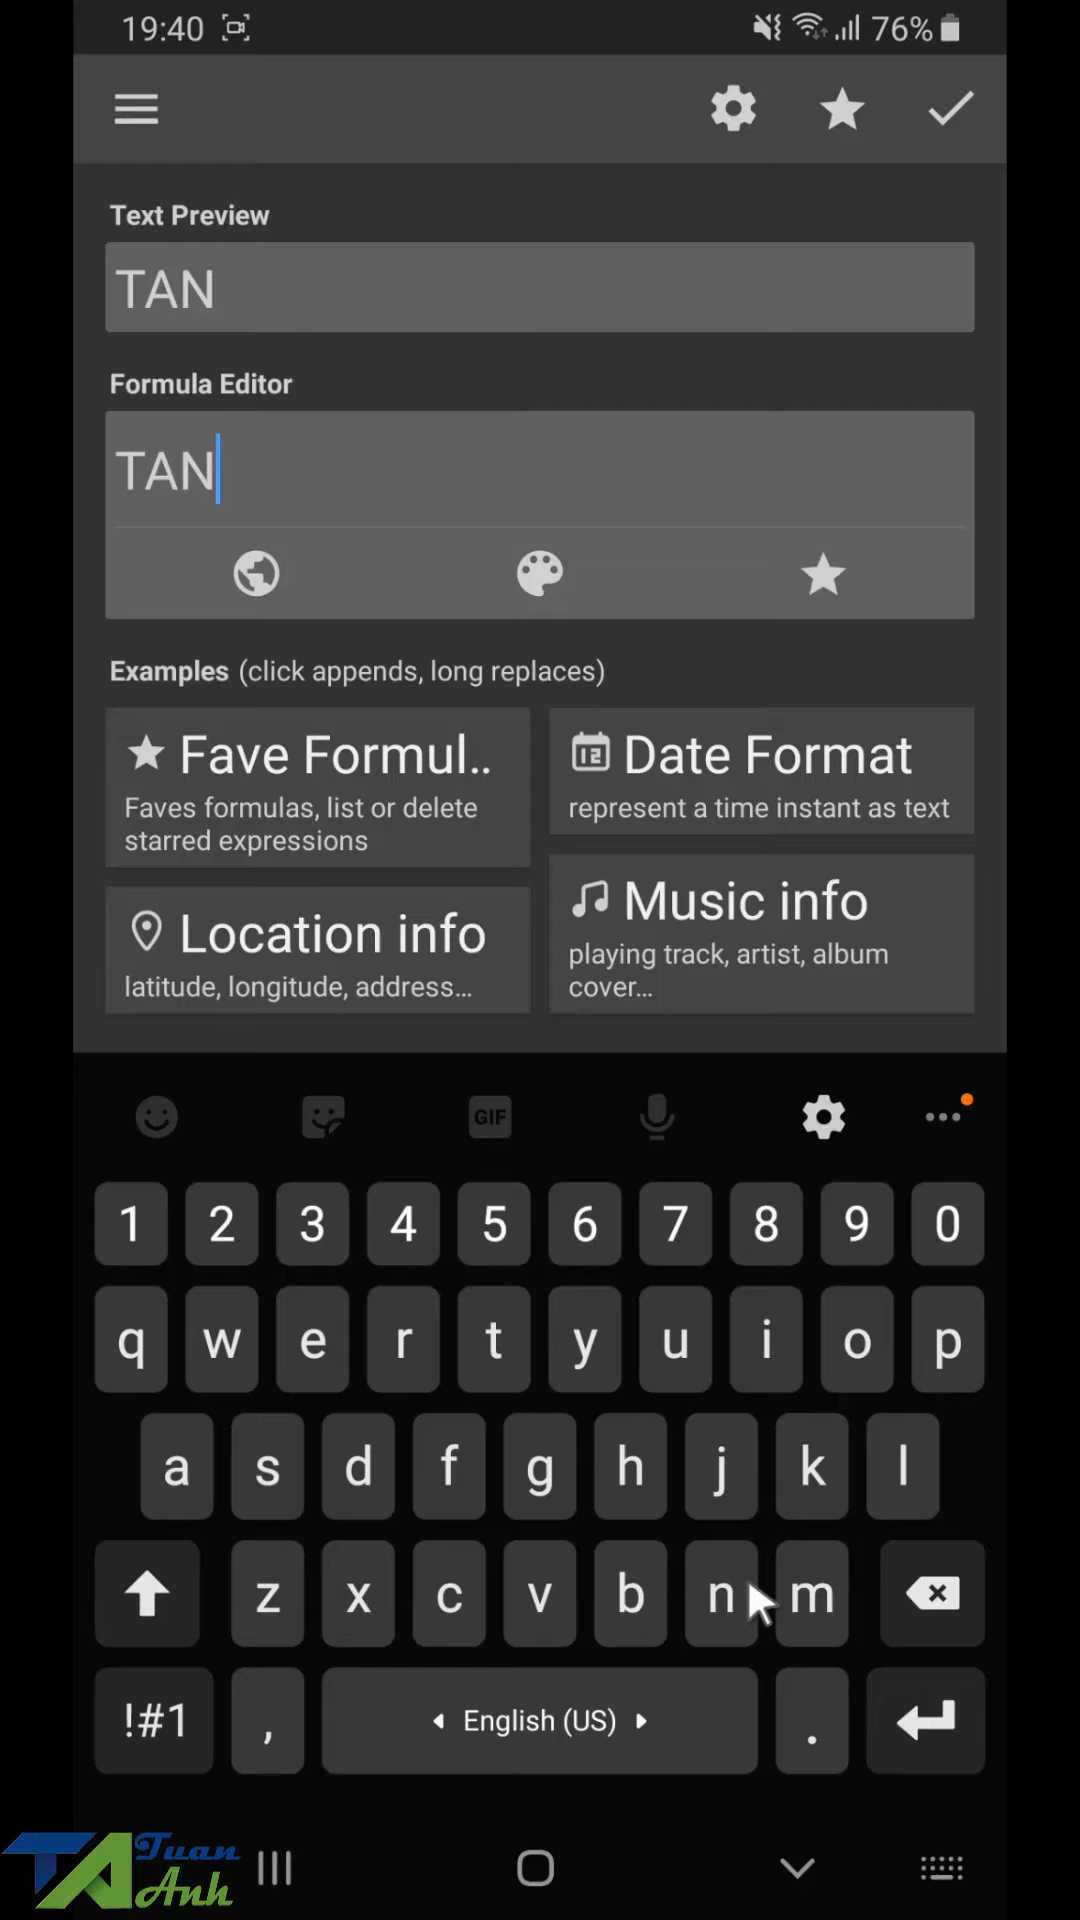 19:40 76%
Text Preview
TAN
Formula Editor
TAN
Examples (click appends, long replaces)
Fave Formul..
Faves formulas, list or delete
starred expressions
12 Date Format
represent a time instant as text
Location info
latitude, longitude, address...
Music info
playing track, artist, album
cover...
GIF
1 2 3 4 5 6 7 8 9 0
q w e r t y u i o p
a s d f g h j k l
z x c v b n m
!#1 , English (US) .
TA Tuan
Anh